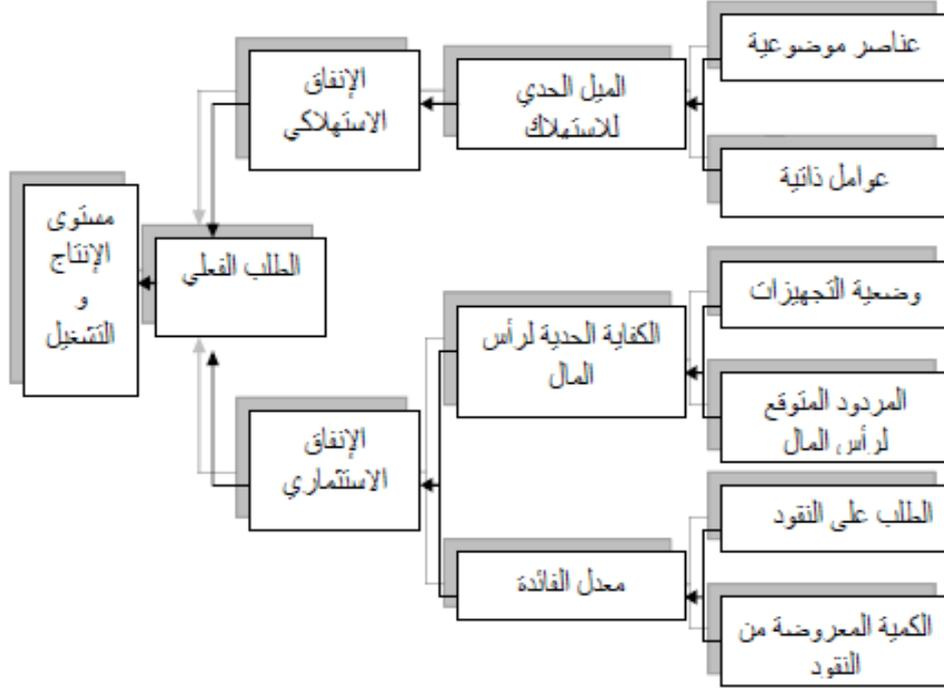 عناصر موضوعية
عوامل ذاتية
الميل الحدي
للاستهلاك
الإنفاق
الاستهلاكي
وضعية التجهيزات
المردود المتوقع
لرأس المال
الكفاية الحدية لرأس
المال
الطلب على النقود
الكمية المعروضة من
النقود
معدل الفائدة
الإنفاق
الاستثماري
الطلب الفعلي
مستوى
الإنتاج
و
التشغيل